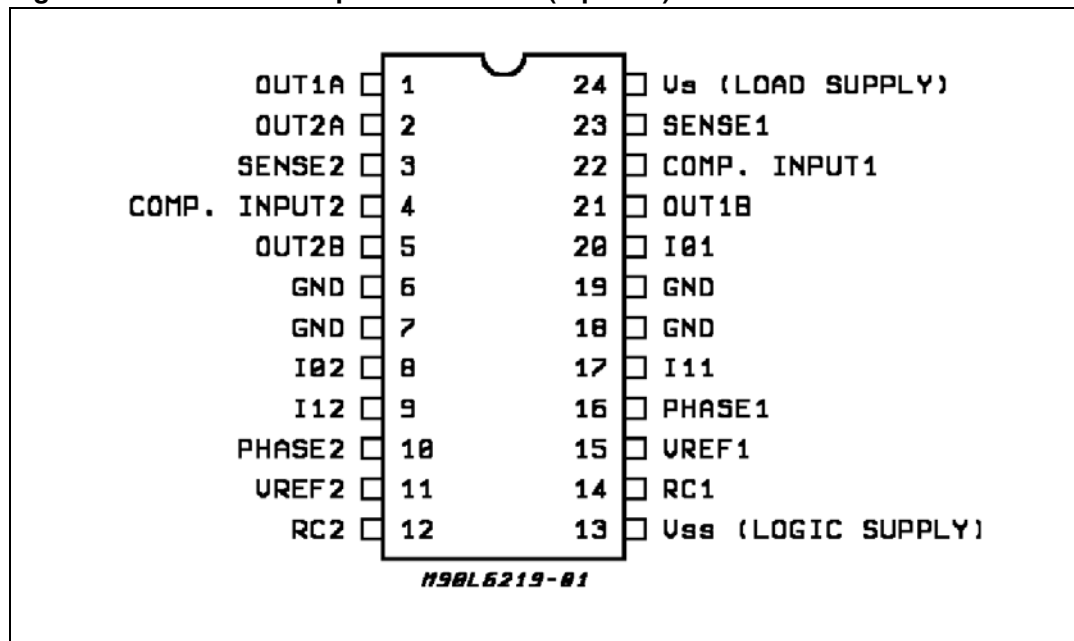 OUT1A 1 24 Vs (LOAD SUPPLY)
OUT2A 2 23 SENSE1
SENSE2 3 22 COMP. INPUT1
COMP. INPUT2 4 21 OUT1B
OUT2B 5 20 I01
GND 6 19 GND
GND 7 18 GND
I02 8 17 I11
I12 9 16 PHASE1
PHASE2 10 15 VREF1
VREF2 11 14 RC1
RC2 12 13 Vss (LOGIC SUPPLY)
M90L6219-01